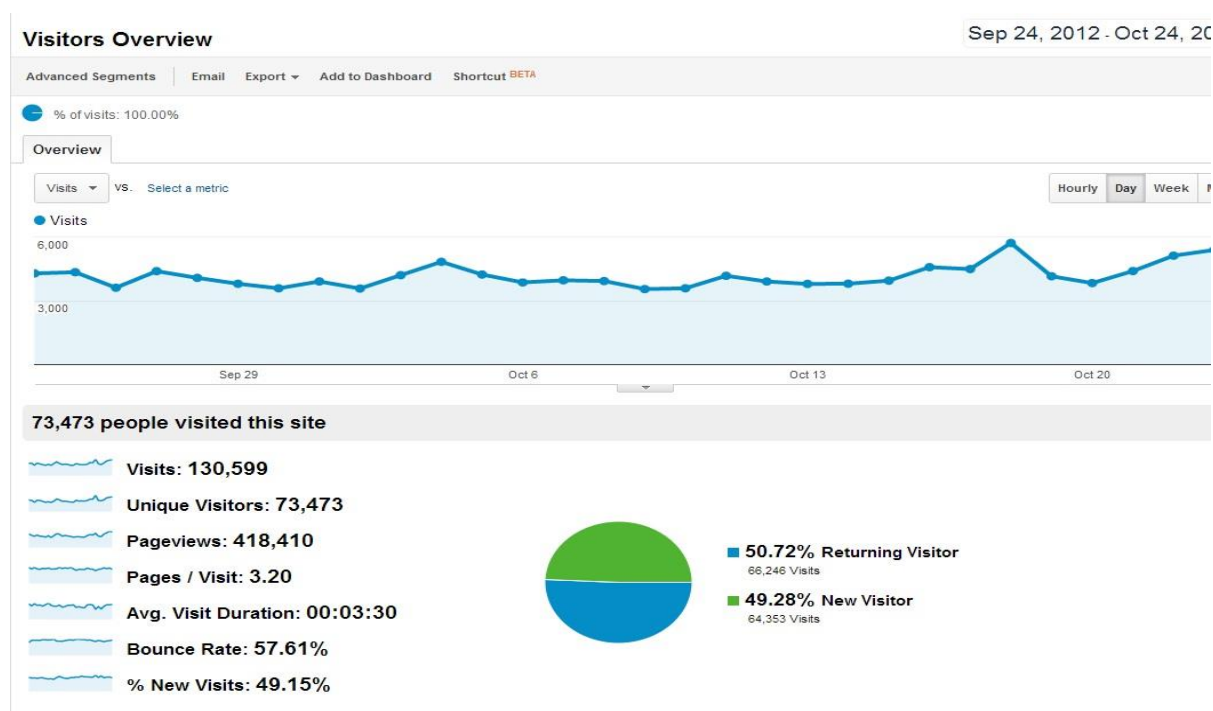 Visitors Overview
Sep 24, 2012 - Oct 24, 20
Advanced Segments Email Export Add to Dashboard Shortcut BETA
% of visits: 100.00%
Overview
Visits VS. Select a metric
Hourly Day Week M
Visits
6,000
3,000
Sep 29 Oct 6 Oct 13 Oct 20
73,473 people visited this site
Visits: 130,599
Unique Visitors: 73,473
Pageviews: 418,410
Pages / Visit: 3.20
Avg. Visit Duration: 00:03:30
Bounce Rate: 57.61%
% New Visits: 49.15%
50.72% Returning Visitor
66,246 Visits
49.28% New Visitor
64,353 Visits